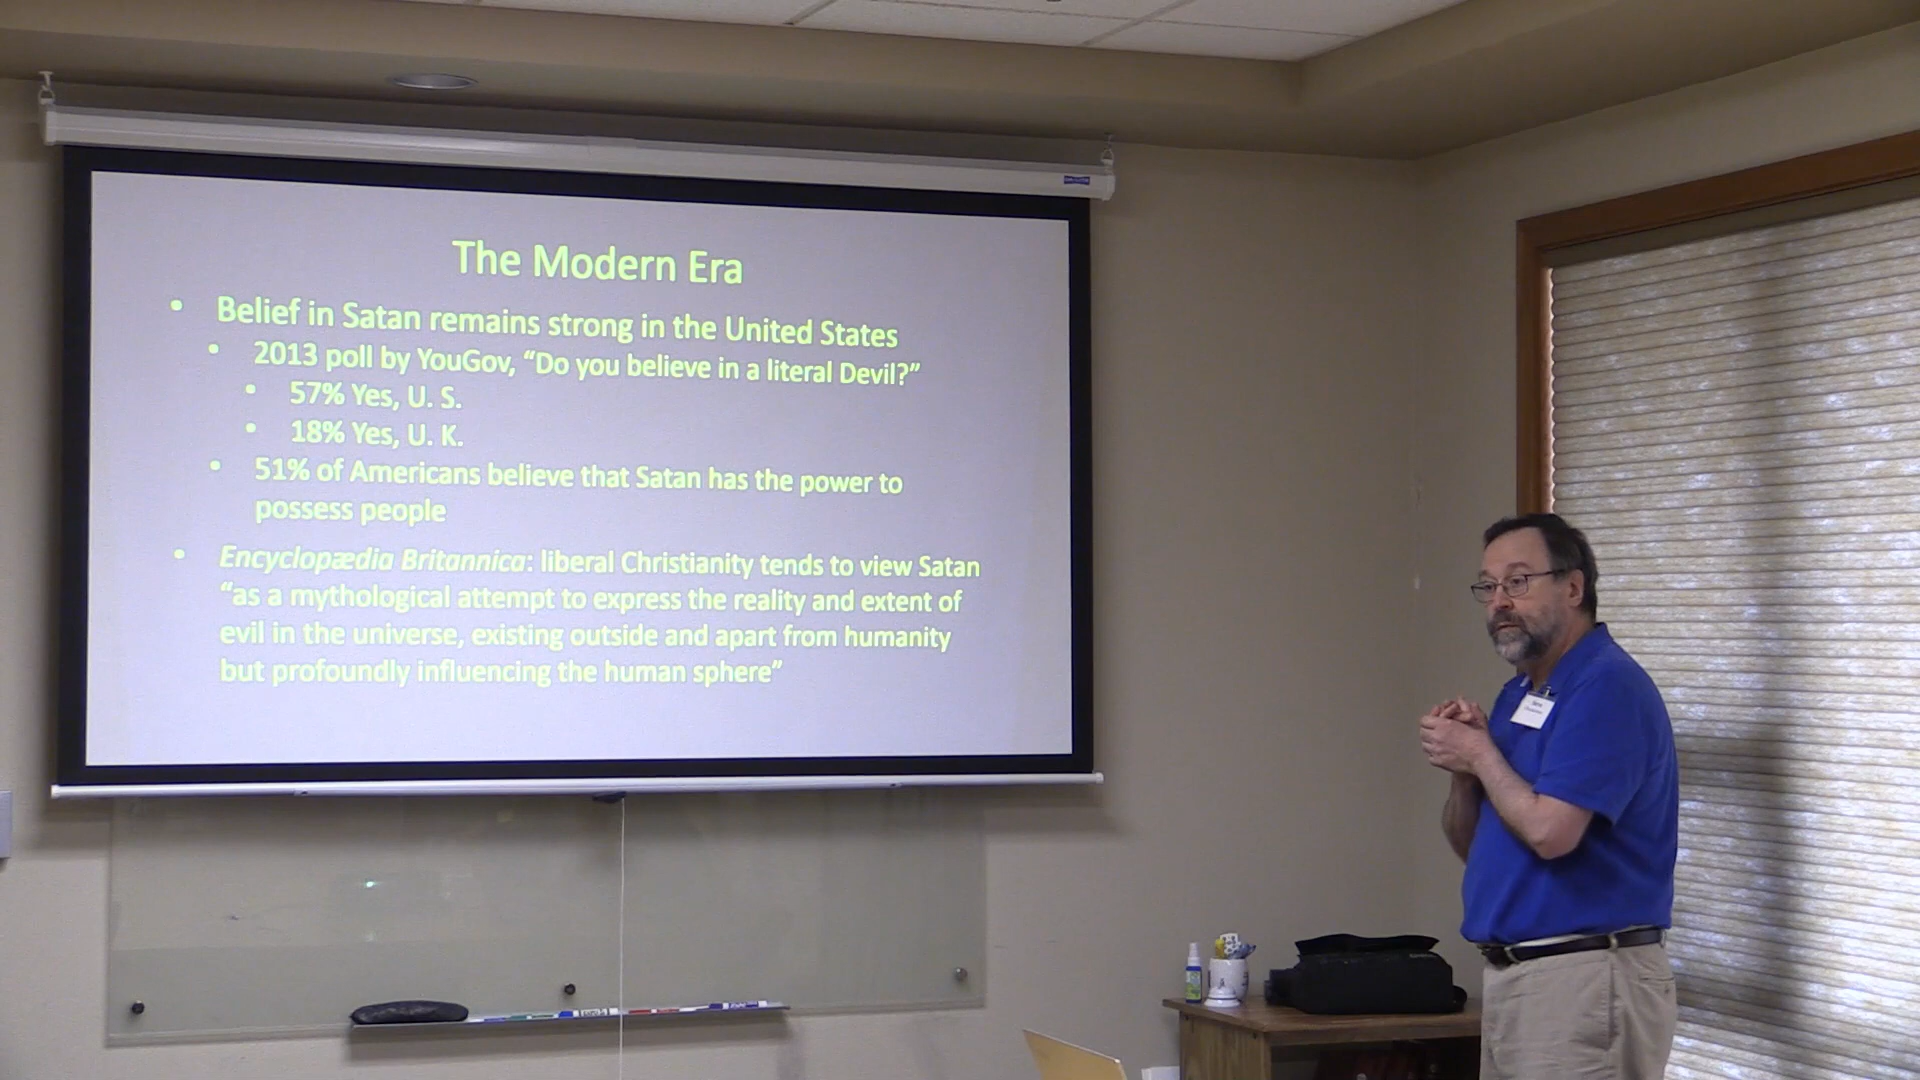 The Modern Era
• Belief in Satan remains strong in the United States
• 2013 poll by YouGov, “Do you believe in a literal Devil?”
• 57% Yes, U. S.
• 18% Yes, U. K.
• 51% of Americans believe that Satan has the power to
possess people
• Encyclopædia Britannica: liberal Christianity tends to view Satan
“as a mythological attempt to express the reality and extent of
evil in the universe, existing outside and apart from humanity
but profoundly influencing the human sphere”